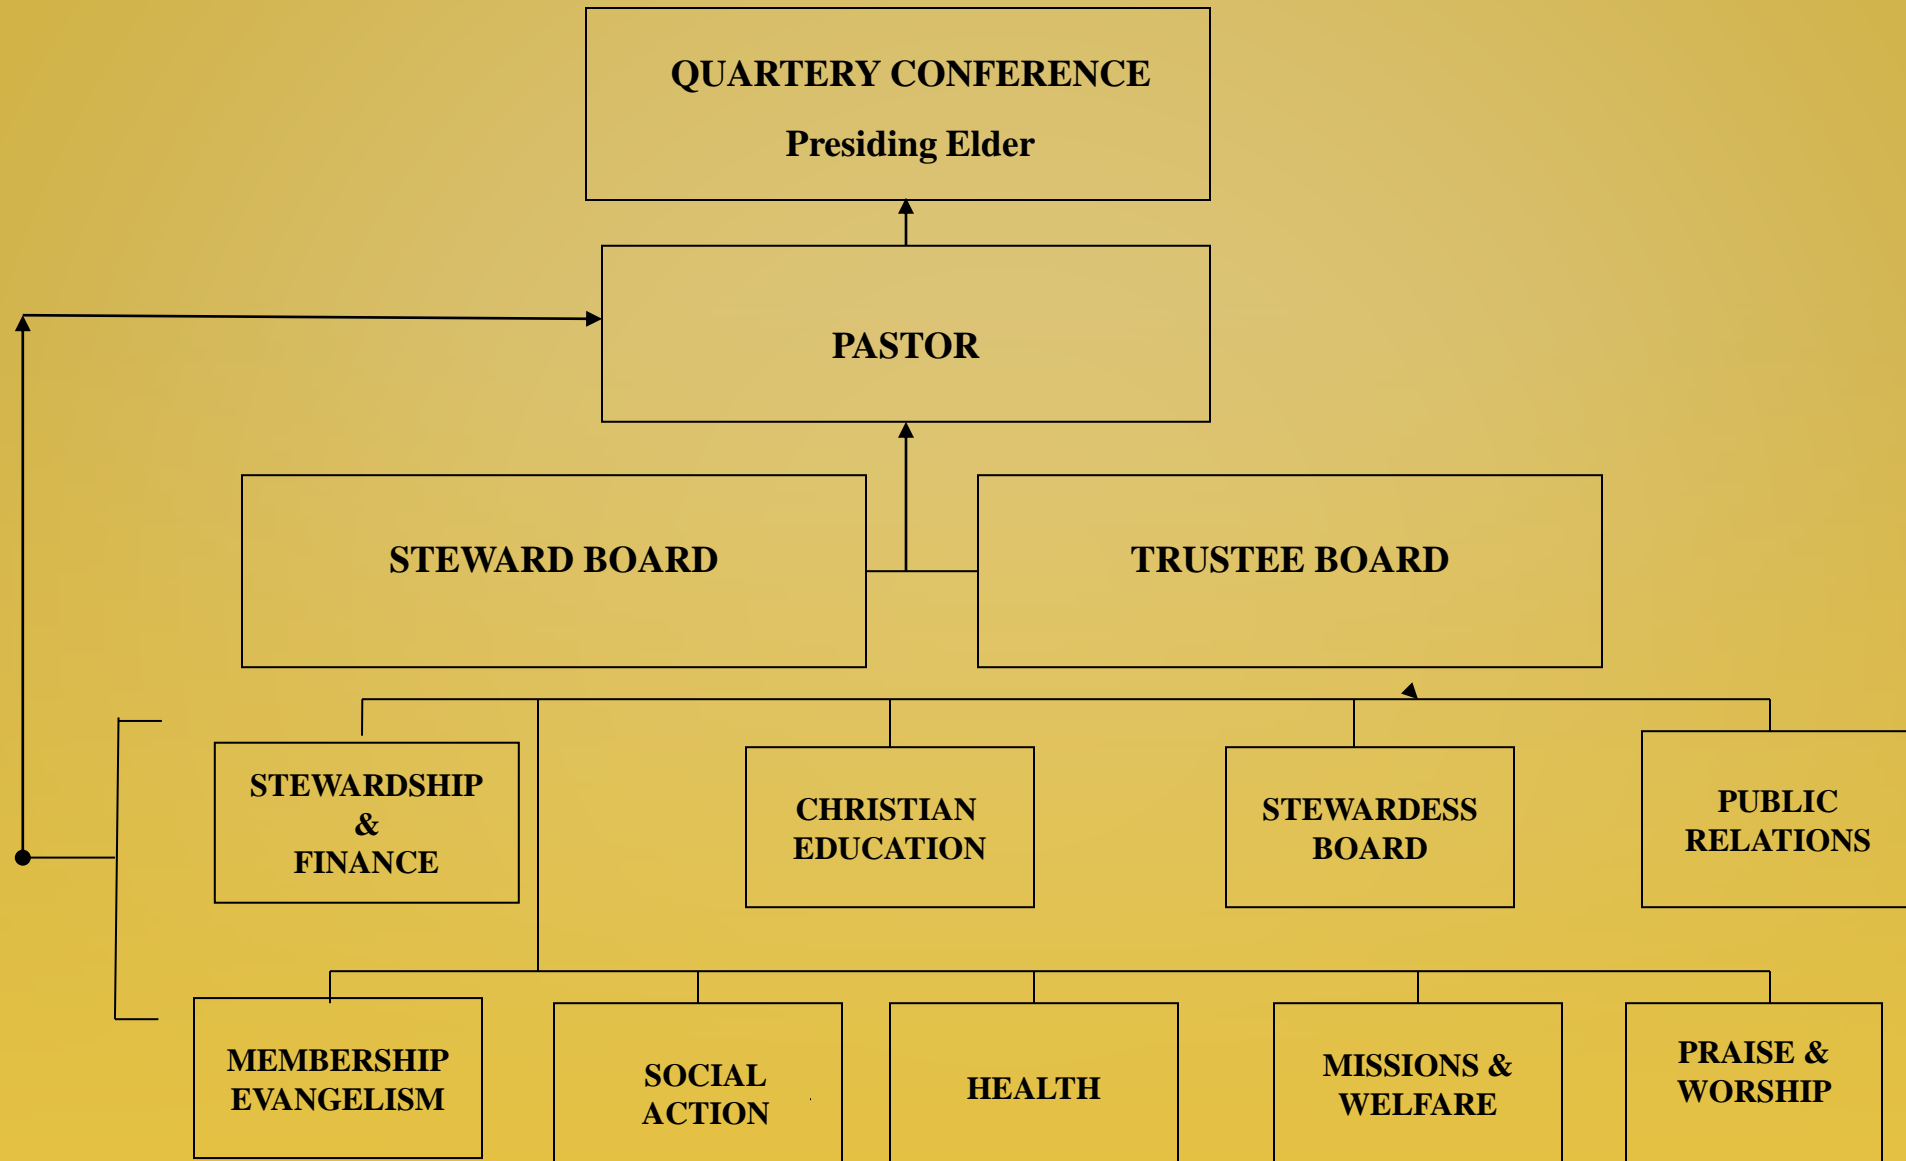 QUARTERY CONFERENCE
Presiding Elder
PASTOR
STEWARD BOARD
TRUSTEE BOARD
STEWARDSHIP
&
FINANCE
CHRISTIAN
EDUCATION
STEWARDESS
BOARD
PUBLIC
RELATIONS
MEMBERSHIP
EVANGELISM
SOCIAL
ACTION
HEALTH
MISSIONS &
WELFARE
PRAISE &
WORSHIP